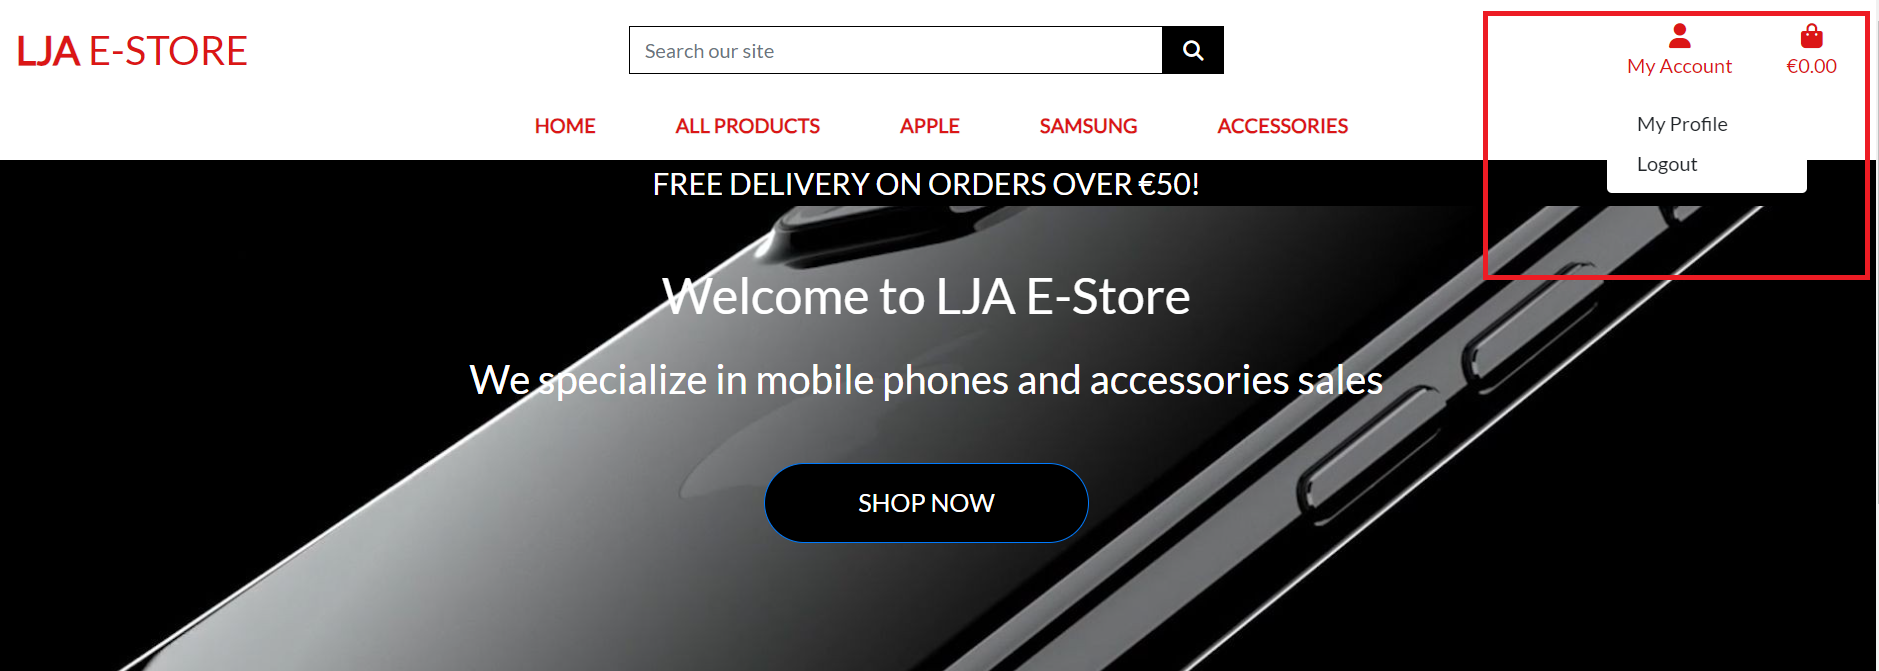 LJA E-STORE
Search our site
My Account
€0.00
HOME
ALL PRODUCTS
APPLE
SAMSUNG
ACCESSORIES
My Profile
Logout
FREE DELIVERY ON ORDERS OVER €50!
Welcome to LJA E-Store
We specialize in mobile phones and accessories sales
SHOP NOW